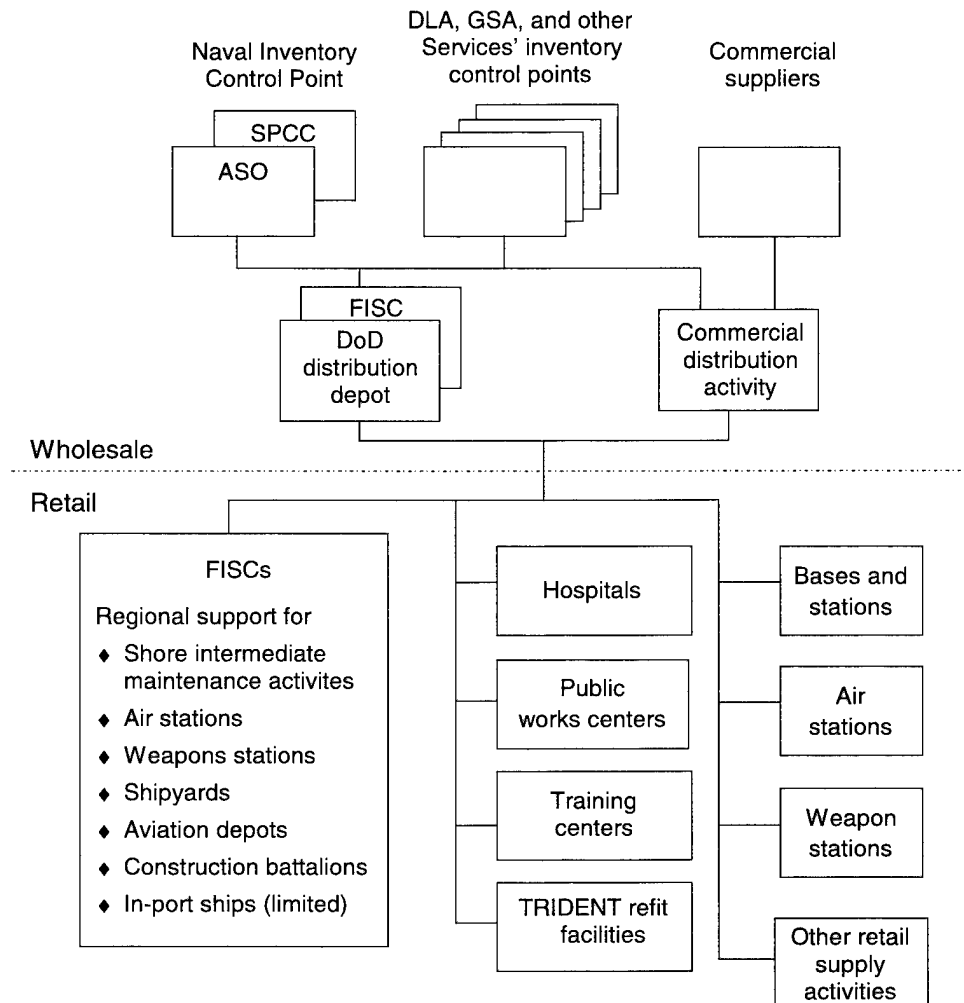 Naval Inventory
Control Point
DLA, GSA, and other
Services' inventory
control points
Commercial
suppliers
SPCC
ASO
FISC
DoD
distribution
depot
Commercial
distribution
activity
Wholesale
Retail
FISCs
Regional support for
♦ Shore intermediate
maintenance activites
♦ Air stations
♦ Weapons stations
♦ Shipyards
♦ Aviation depots
♦ Construction battalions
♦ In-port ships (limited)
Hospitals
Public
works centers
Training
centers
TRIDENT refit
facilities
Bases and
stations
Air
stations
Weapon
stations
Other retail
supply
activities